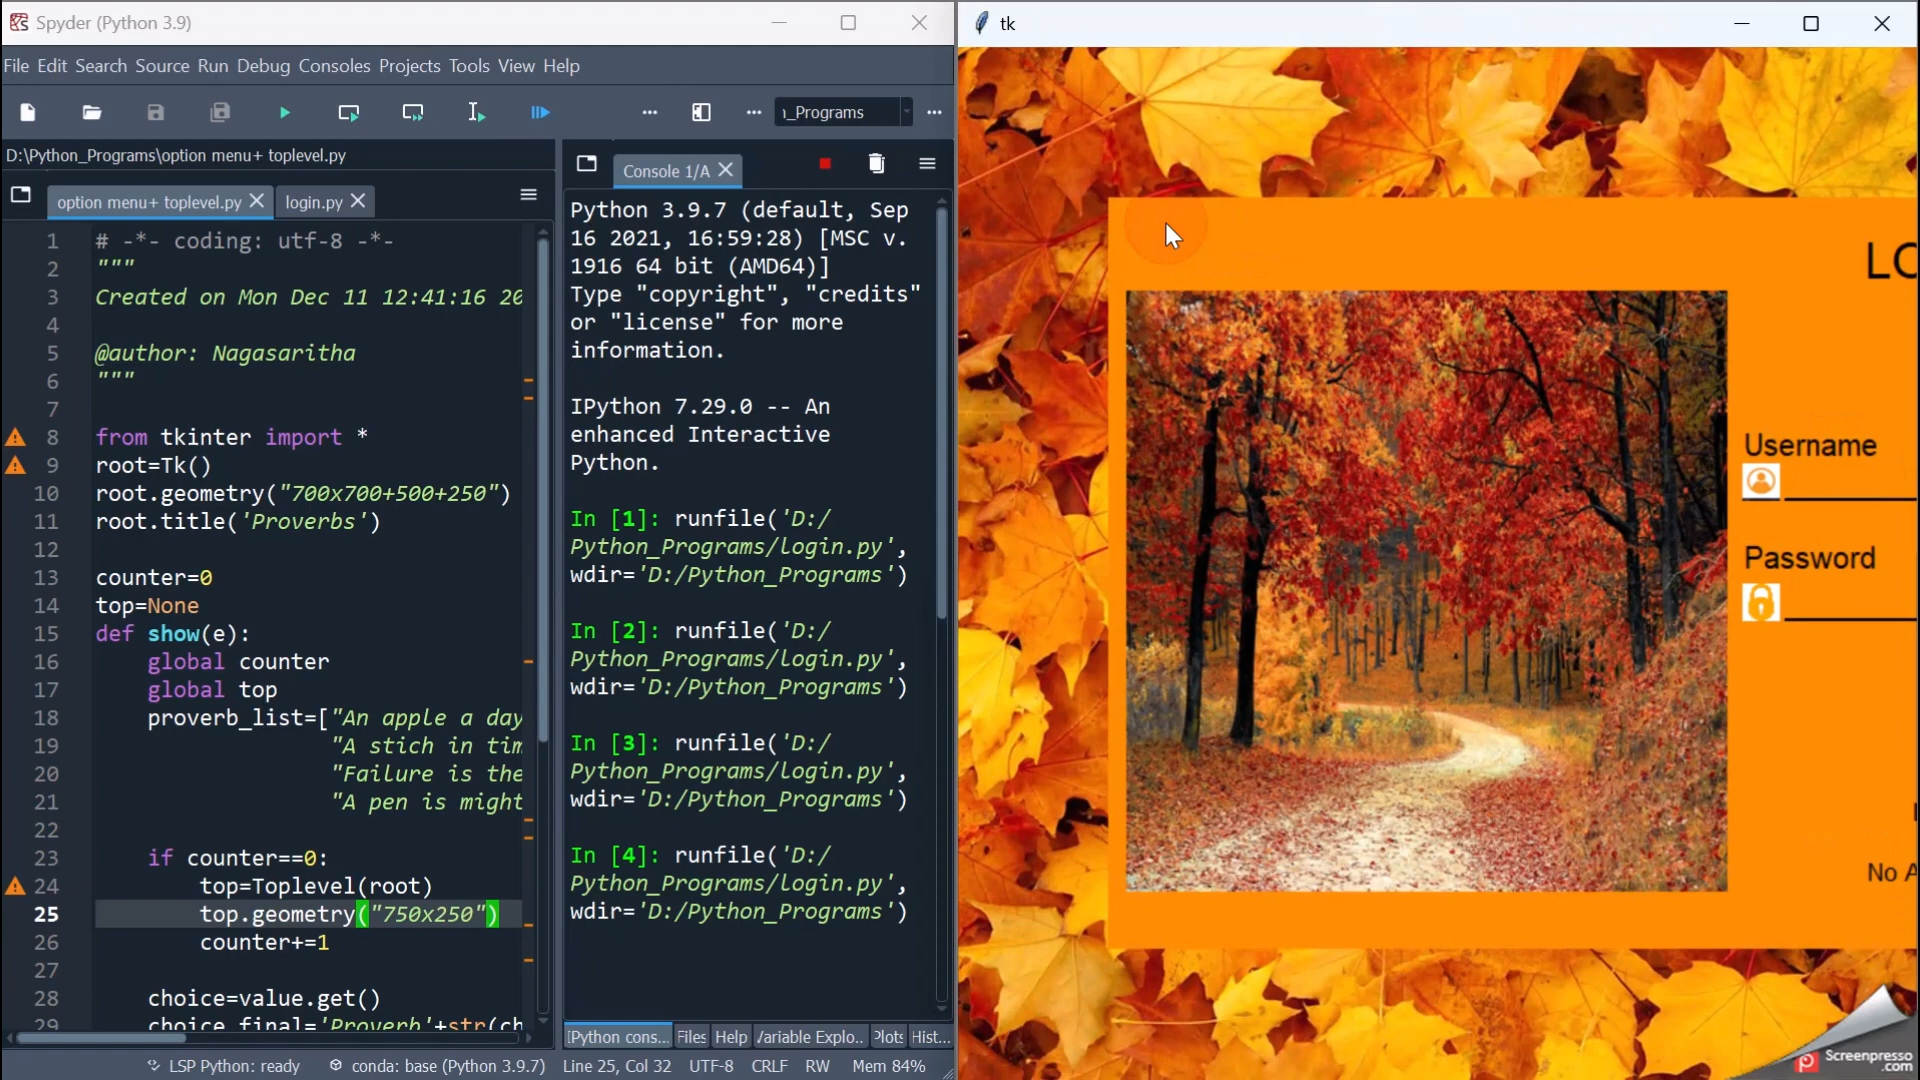 Spyder (Python 3.9)
File Edit Search Source Run Debug Consoles Projects Tools View Help
_Programs
D:\Python_Programs\option menu+ toplevel.py
option menu+ toplevel.py
login.py
1 # -*- coding: utf-8 -*-
2 """
3 Created on Mon Dec 11 12:41:16 20
4
5 @author: Nagasaritha
6 """
7
8 from tkinter import *
9 root=Tk()
10 root.geometry("700x700+500+250")
11 root.title('Proverbs')
12
13 counter=0
14 top=None
15 def show(e):
16 global counter
17 global top
18 proverb_list=["An apple a day
19 "A stich in tim
20 "Failure is the
21 "A pen is might
22
23 if counter==0:
24 top=Toplevel(root)
25 top.geometry("750x250")
26 counter+=1
27
28 choice=value.get()
29 choice_final='Proverb'+str(ch
Console 1/A
Python 3.9.7 (default, Sep
16 2021, 16:59:28) [MSC v.
1916 64 bit (AMD64)]
Type "copyright", "credits"
or "license" for more
information.
IPython 7.29.0 -- An
enhanced Interactive
Python.
In [1]: runfile('D:/
Python_Programs/login.py',
wdir='D:/Python_Programs')
In [2]: runfile('D:/
Python_Programs/login.py',
wdir='D:/Python_Programs')
In [3]: runfile('D:/
Python_Programs/login.py',
wdir='D:/Python_Programs')
In [4]: runfile('D:/
Python_Programs/login.py',
wdir='D:/Python_Programs')
IPython cons... Files Help Variable Explo.. Plots Hist...
LSP Python: ready conda: base (Python 3.9.7) Line 25, Col 32 UTF-8 CRLF RW Mem 84%
tk
LO
Username
Password
No A
Screenpresso
.com